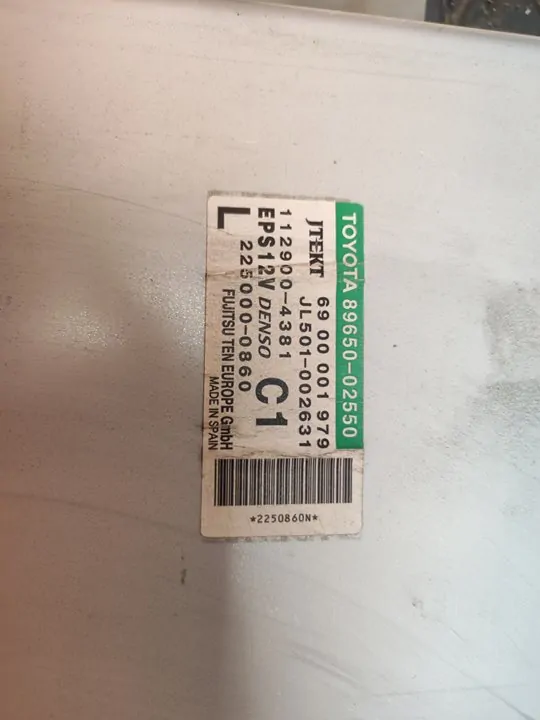 TOYOTA 89650-02550
JTEKT 69 00 001 979
JL501-002631
112900-4381
EPS12V DENSO C1
L 225000-0860
FUJITSU TEN EUROPE GmbH
MADE IN SPAIN
*2250860N*